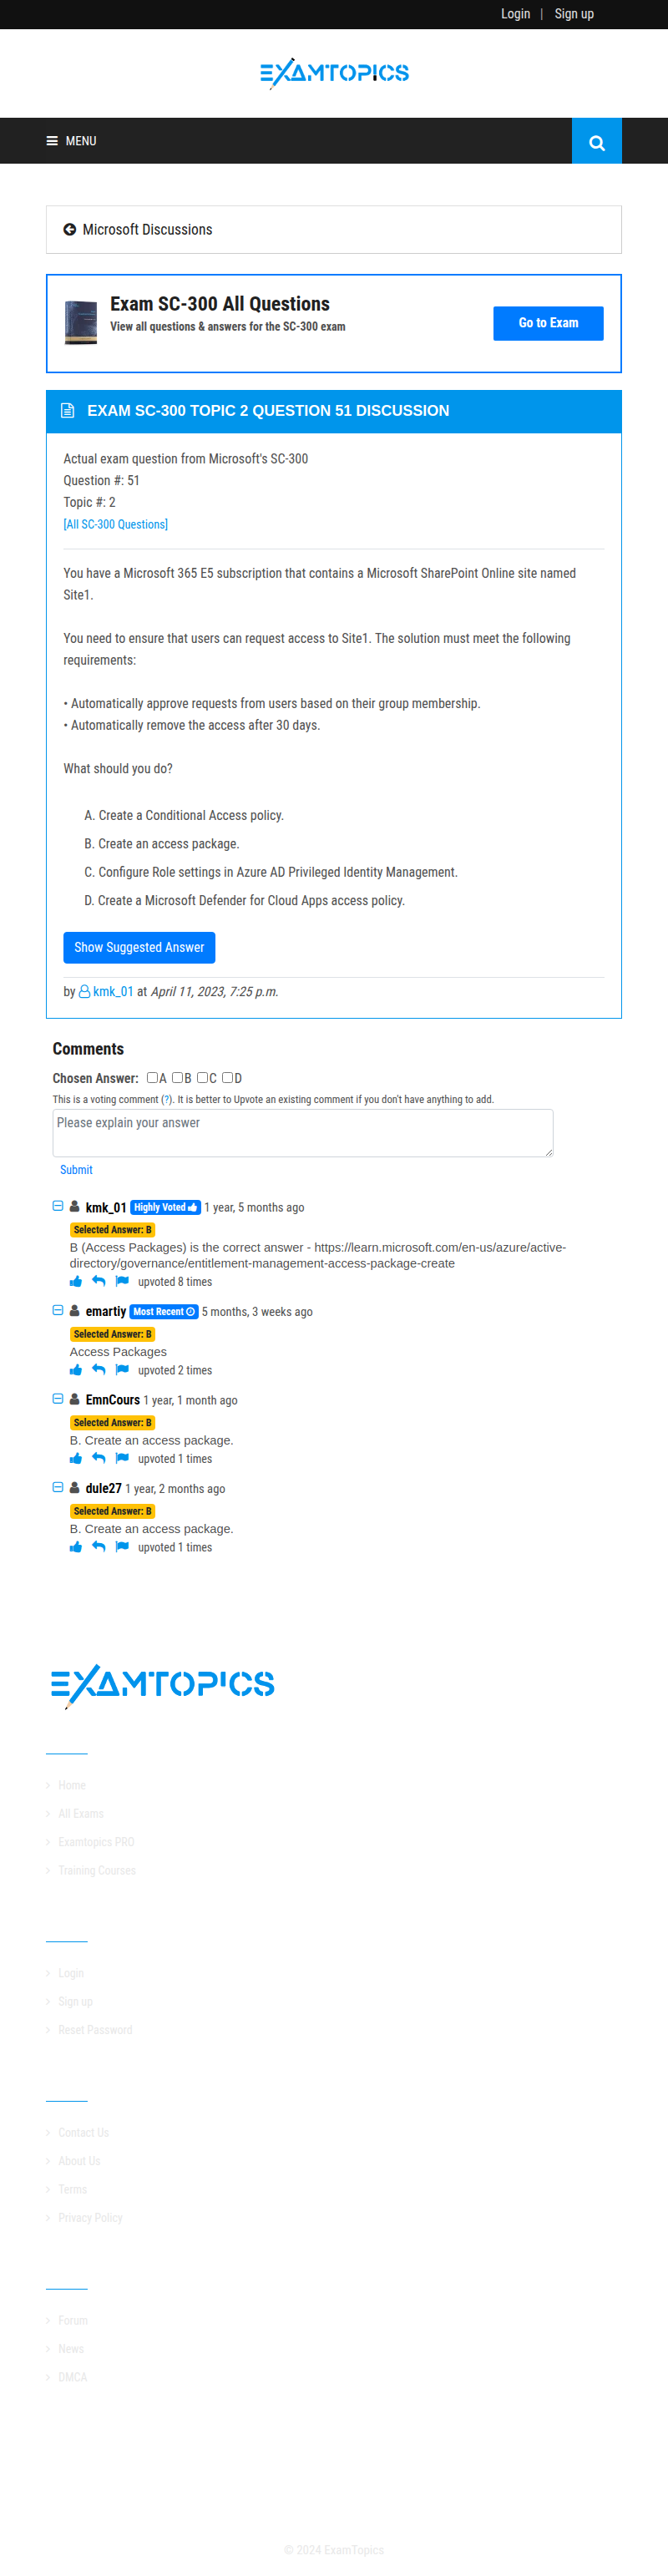 Login | Sign up
EXAMTOPICS
MENU
Microsoft Discussions
Exam SC-300 All Questions
View all questions & answers for the SC-300 exam
Go to Exam
EXAM SC-300 TOPIC 2 QUESTION 51 DISCUSSION
Actual exam question from Microsoft's SC-300
Question #: 51
Topic #: 2
[All SC-300 Questions]
You have a Microsoft 365 E5 subscription that contains a Microsoft SharePoint Online site named
Site1.
You need to ensure that users can request access to Site1. The solution must meet the following
requirements:
• Automatically approve requests from users based on their group membership.
• Automatically remove the access after 30 days.
What should you do?
A. Create a Conditional Access policy.
B. Create an access package.
C. Configure Role settings in Azure AD Privileged Identity Management.
D. Create a Microsoft Defender for Cloud Apps access policy.
Show Suggested Answer
by kmk_01 at April 11, 2023, 7:25 p.m.
Comments
Chosen Answer: A B C D
This is a voting comment (?). It is better to Upvote an existing comment if you don't have anything to add.
Please explain your answer
Submit
kmk_01 Highly Voted 1 year, 5 months ago
Selected Answer: B
B (Access Packages) is the correct answer - https://learn.microsoft.com/en-us/azure/active-
directory/governance/entitlement-management-access-package-create
upvoted 8 times
emartiy Most Recent 5 months, 3 weeks ago
Selected Answer: B
Access Packages
upvoted 2 times
EmnCours 1 year, 1 month ago
Selected Answer: B
B. Create an access package.
upvoted 1 times
dule27 1 year, 2 months ago
Selected Answer: B
B. Create an access package.
upvoted 1 times
EXAMTOPICS
Home
All Exams
Examtopics PRO
Training Courses
Login
Sign up
Reset Password
Contact Us
About Us
Terms
Privacy Policy
Forum
News
DMCA
© 2024 ExamTopics